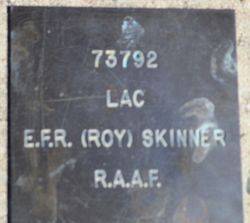 73792
LAC
E.F.R. (ROY) SKINNER
R.A.A.F.